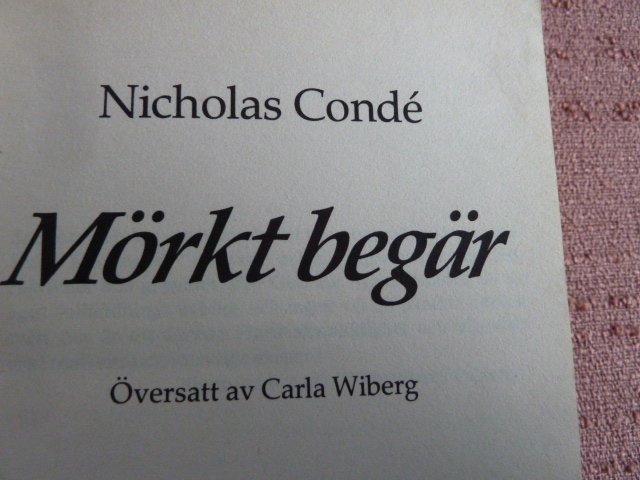 Nicholas Condé
Mörkt begär
Översatt av Carla Wiberg